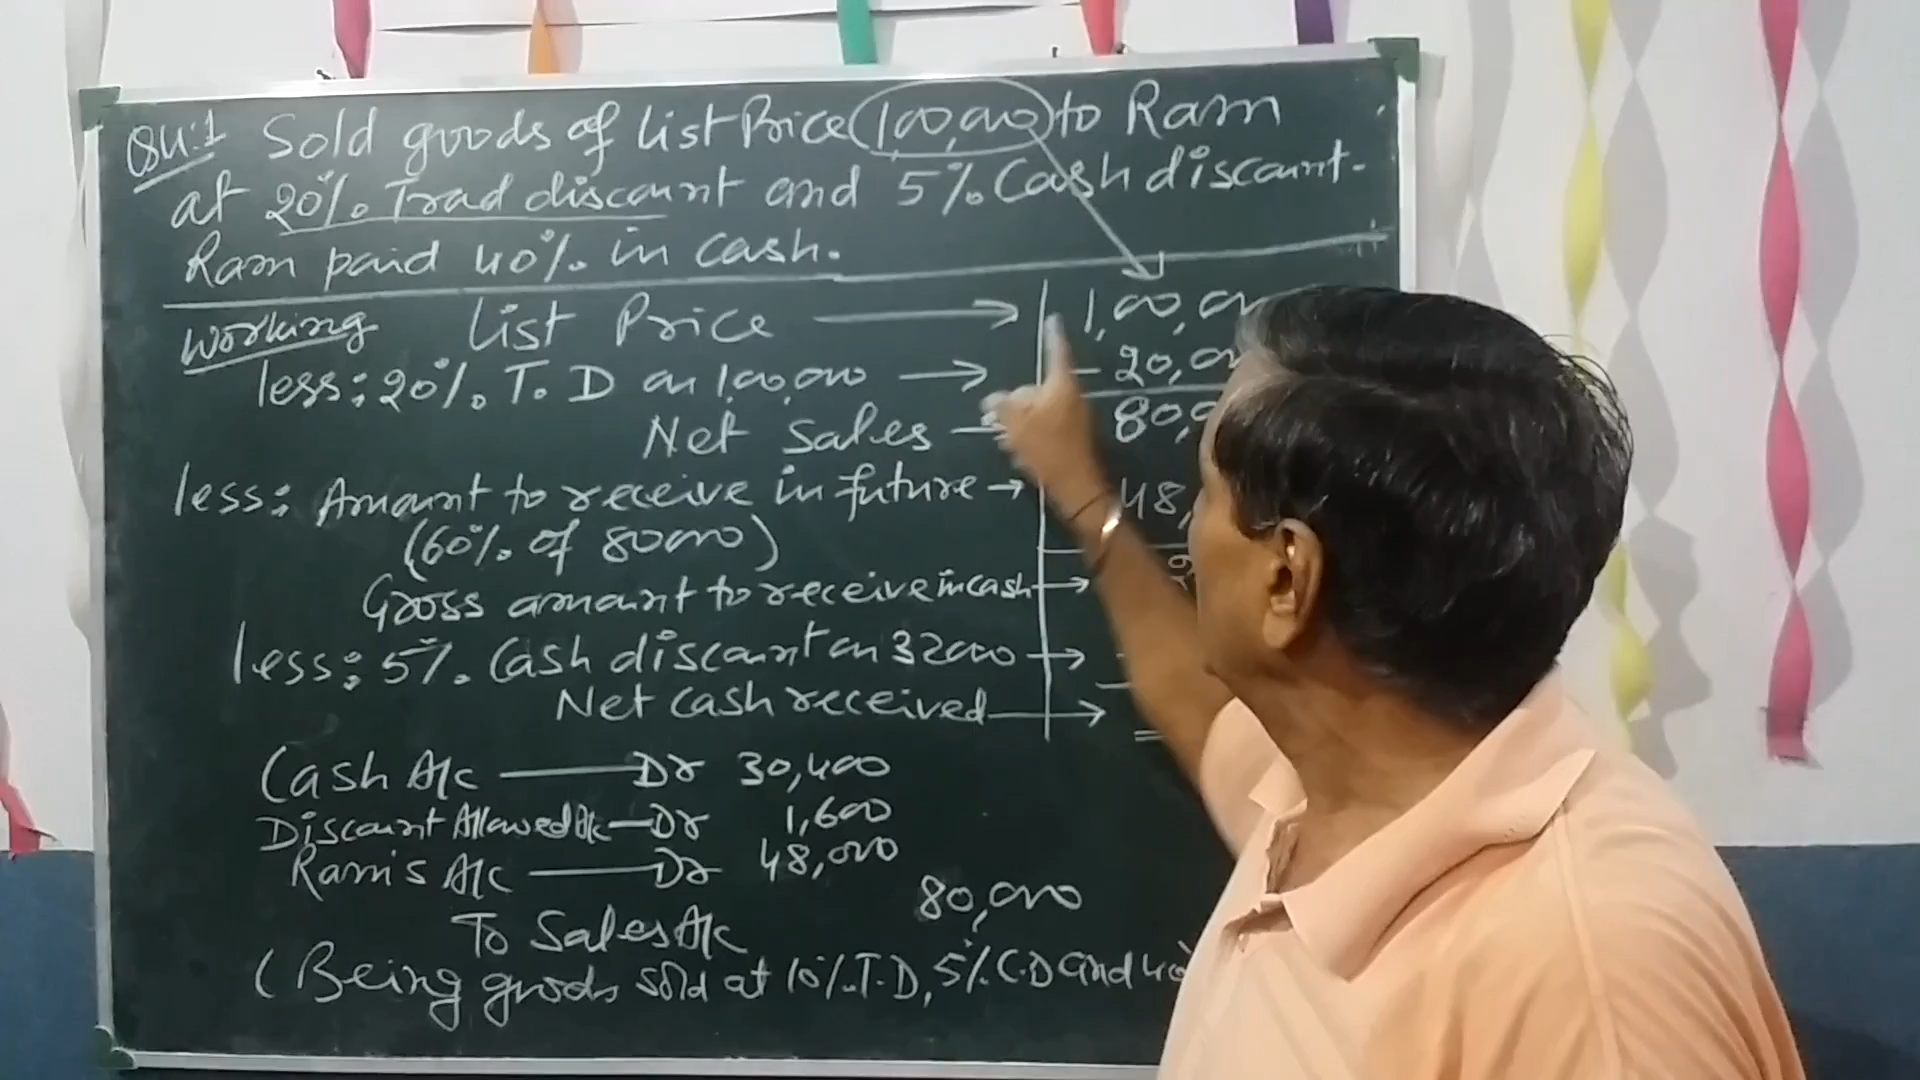 Qu:1 Sold goods of List Price 1,00,000 to Ram
at 20% Trad discount and 5% Cash discount.
Ram paid 40% in cash.
Working List Price → 1,00,00
less: 20% T.D on 1,00,000 → - 20,00
Net Sales → 80,0
less: Amount to receive in future → 48,
(60% of 80000)
Gross amount to receive in cash →
less: 5% Cash discount on 32000 →
Net cash received →
Cash A/c — Dr 30,400
Discount Allowed A/c — Dr 1,600
Ram's A/c — Dr 48,000
80,000
To Sales A/c
(Being goods sold at 10% T.D, 5% C.D and 40